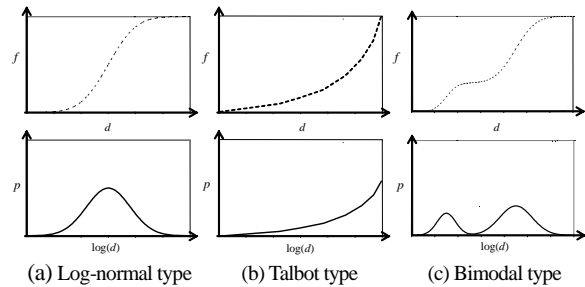 f
d
f
f
d
p
log(d)
p
log(d)
p
log(d)
(a) Log-normal type
(b) Talbot type
(c) Bimodal type